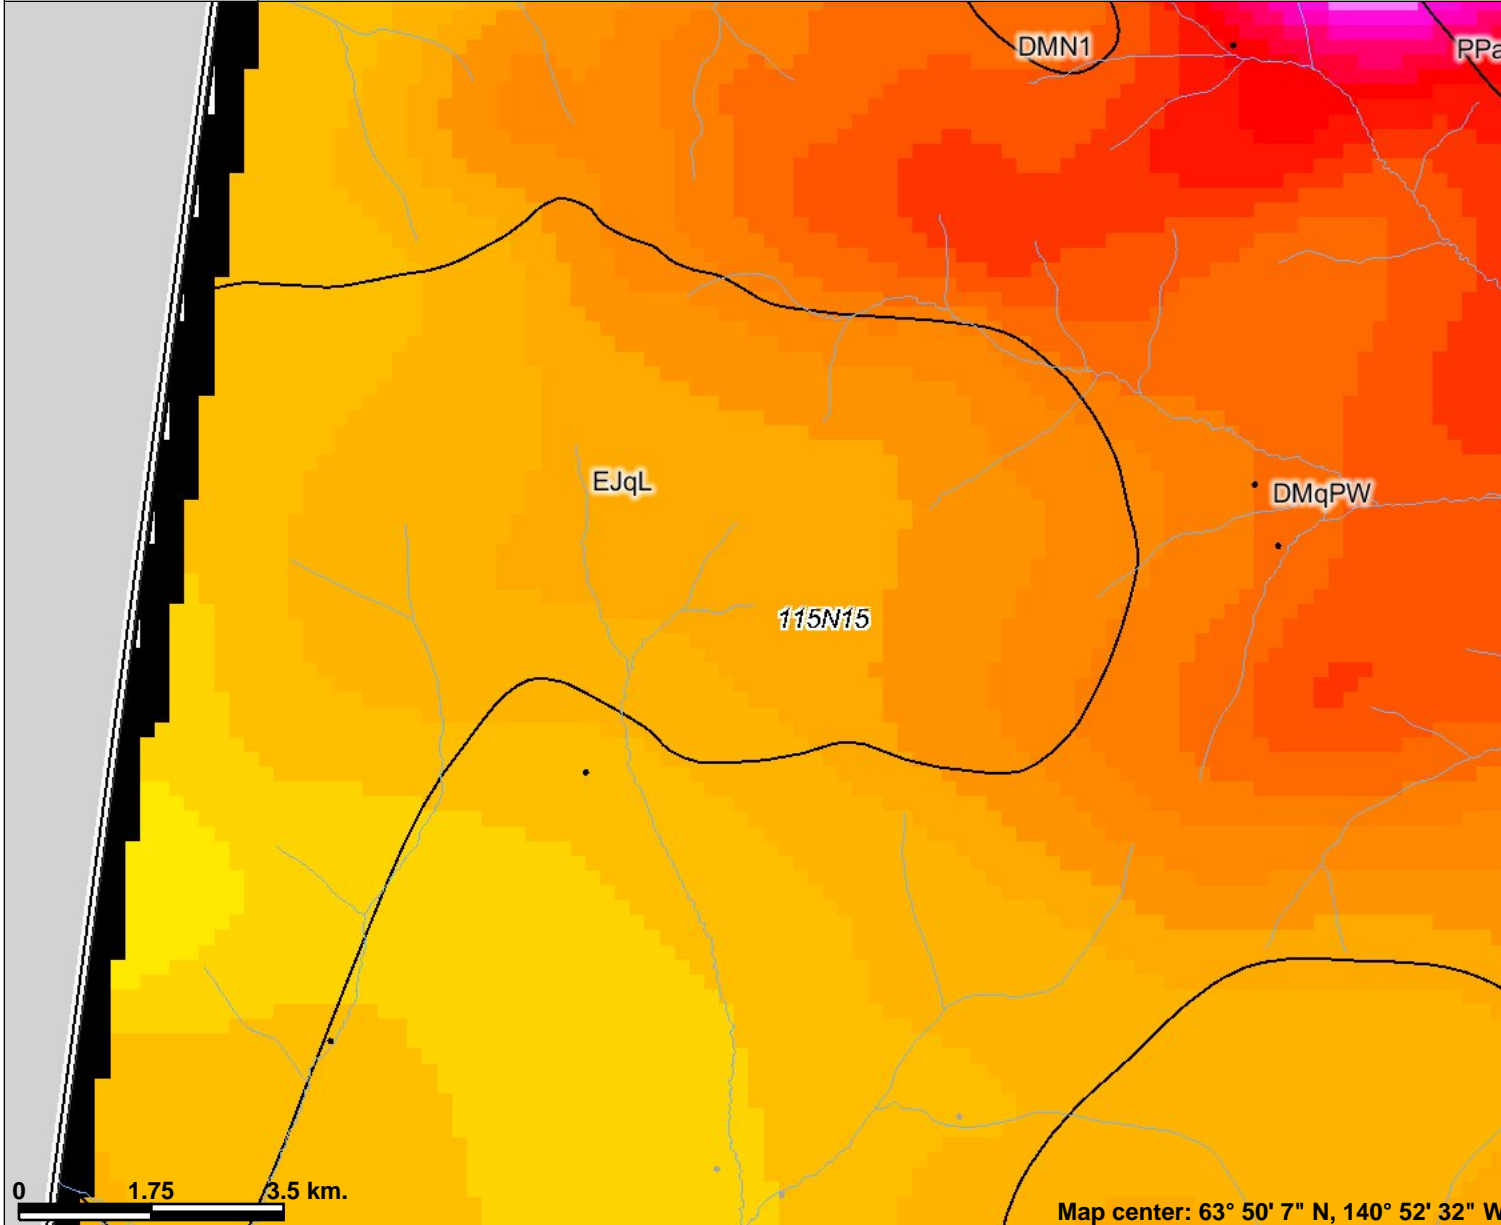 DMN1
PPa
EJqL
DMqPW
115N15
0 1.75 3.5 km.
Map center: 63° 50' 7" N, 140° 52' 32" W